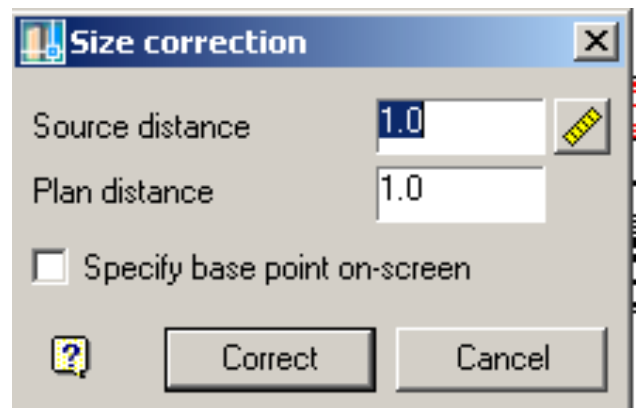 Size correction
Source distance 1.0
Plan distance 1.0
Specify base point on-screen
Correct Cancel